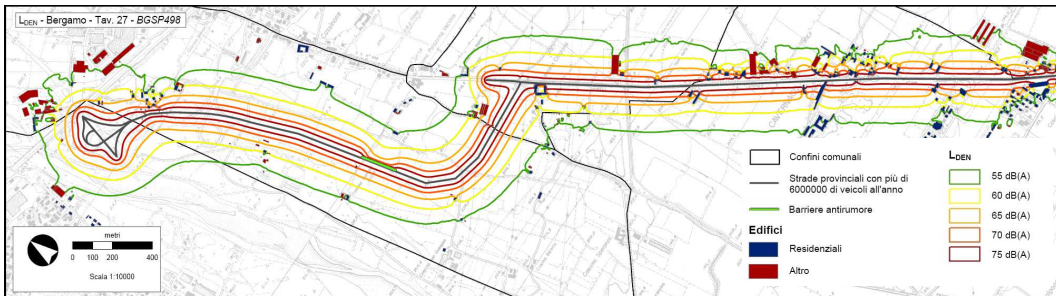 LDEN - Bergamo - Tav. 27 - BGSP498
Confini comunali
Strade provinciali con più di
6000000 di veicoli all'anno
Barriere antirumore
Edifici
Residenziali
Altro
LDEN
55 dB(A)
60 dB(A)
65 dB(A)
70 dB(A)
75 dB(A)
metri
0 100 200 400
Scala 1:10000